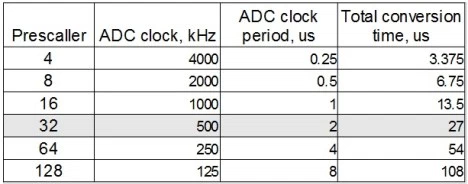 Prescaller ADC clock, kHz ADC clock period, us Total conversion time, us
4 4000 0.25 3.375
8 2000 0.5 6.75
16 1000 1 13.5
32 500 2 27
64 250 4 54
128 125 8 108